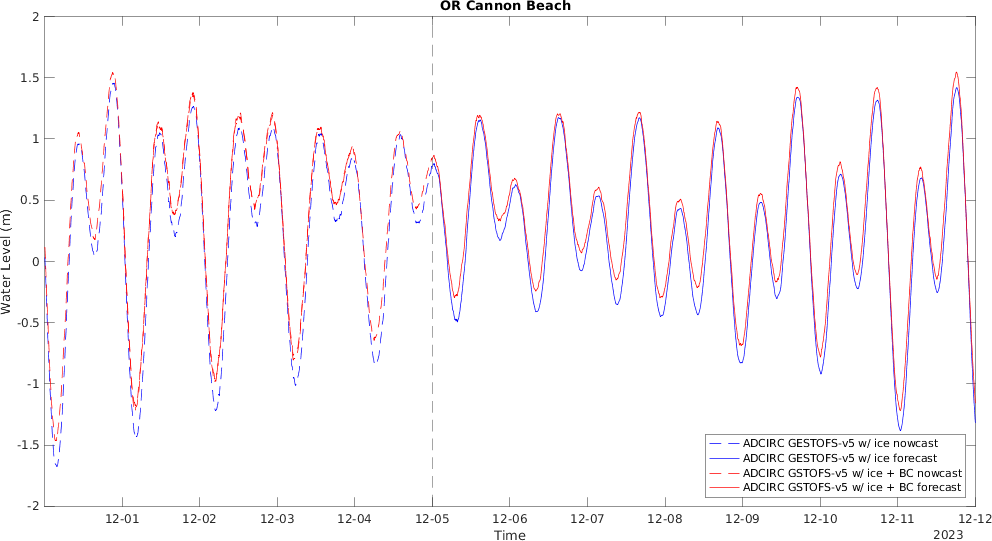 OR Cannon Beach
2
1.5
1
0.5
0
-0.5
-1
-1.5
-2
Water Level (m)
12-01 12-02 12-03 12-04 12-05 12-06 12-07 12-08 12-09 12-10 12-11 12-12
Time
2023
ADCIRC GESTOFS-v5 w/ ice nowcast
ADCIRC GESTOFS-v5 w/ ice forecast
ADCIRC GSTOFS-v5 w/ ice + BC nowcast
ADCIRC GSTOFS-v5 w/ ice + BC forecast